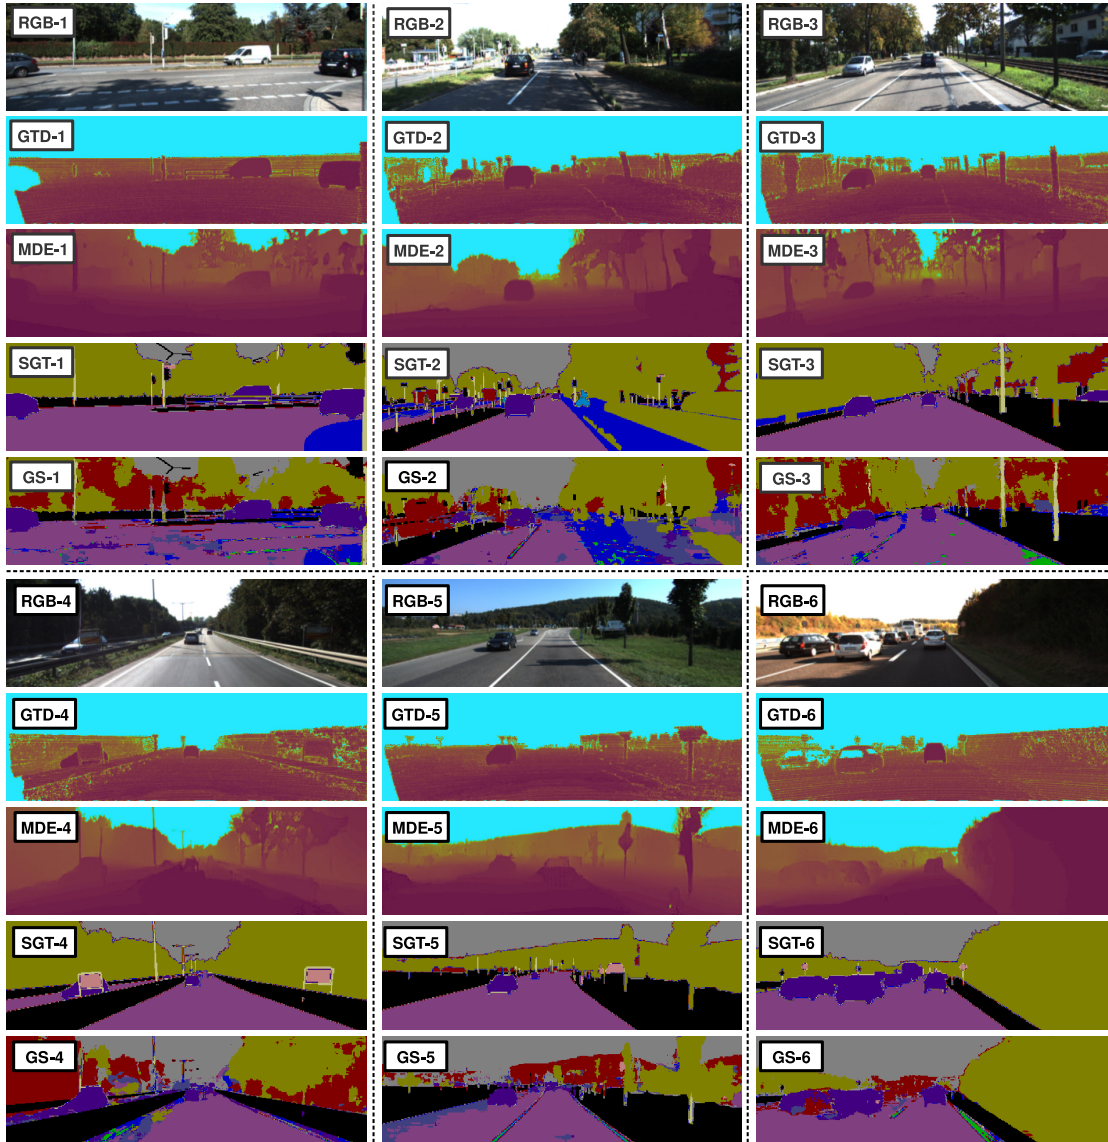 RGB-1 RGB-2 RGB-3
GTD-1 GTD-2 GTD-3
MDE-1 MDE-2 MDE-3
SGT-1 SGT-2 SGT-3
GS-1 GS-2 GS-3
RGB-4 RGB-5 RGB-6
GTD-4 GTD-5 GTD-6
MDE-4 MDE-5 MDE-6
SGT-4 SGT-5 SGT-6
GS-4 GS-5 GS-6